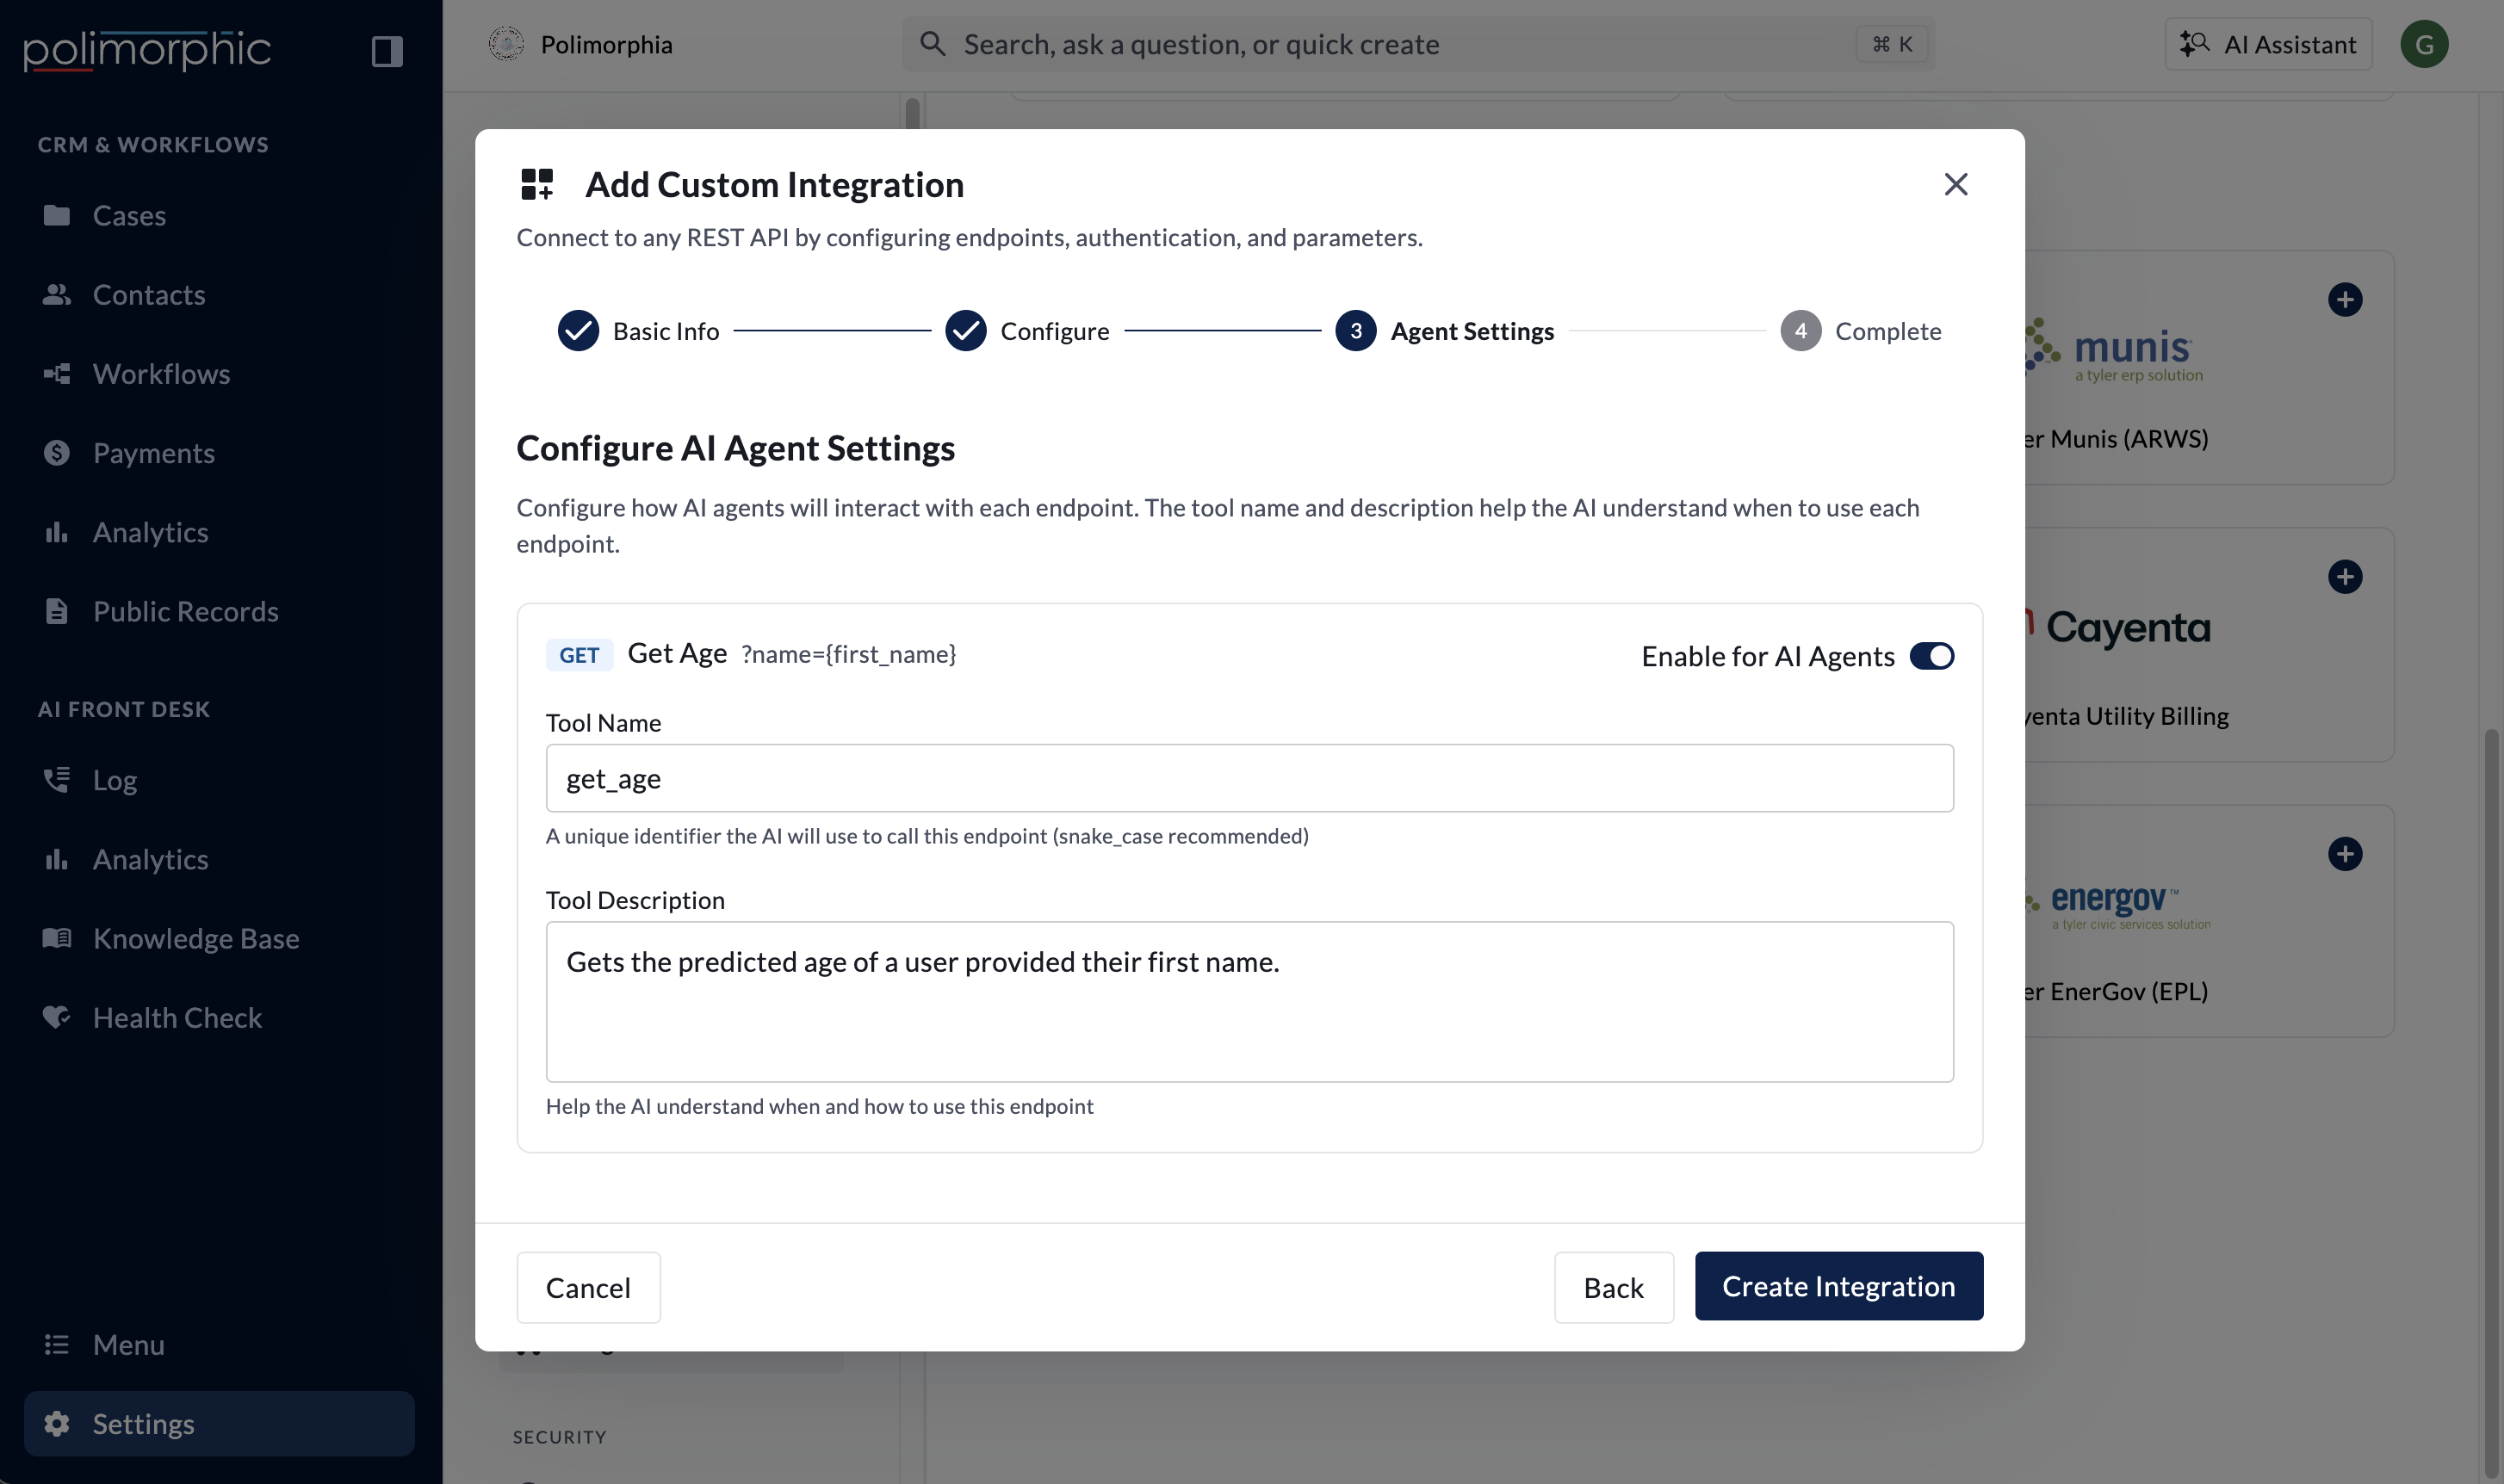 polimorphic
CRM & WORKFLOWS
Cases
Contacts
Workflows
Payments
Analytics
Public Records
AI FRONT DESK
Log
Analytics
Knowledge Base
Health Check
Menu
Settings
Polimorphia
Search, ask a question, or quick create
⌘ K
AI Assistant
G
Add Custom Integration
Connect to any REST API by configuring endpoints, authentication, and parameters.
Basic Info
Configure
3 Agent Settings
4 Complete
Configure AI Agent Settings
Configure how AI agents will interact with each endpoint. The tool name and description help the AI understand when to use each
endpoint.
GET Get Age ?name={first_name}
Enable for AI Agents
Tool Name
get_age
A unique identifier the AI will use to call this endpoint (snake_case recommended)
Tool Description
Gets the predicted age of a user provided their first name.
Help the AI understand when and how to use this endpoint
Cancel
Back
Create Integration
munis
a tyler erp solution
er Munis (ARWS)
Cayenta
yenta Utility Billing
energov™
a tyler civic services solution
er EnerGov (EPL)
SECURITY